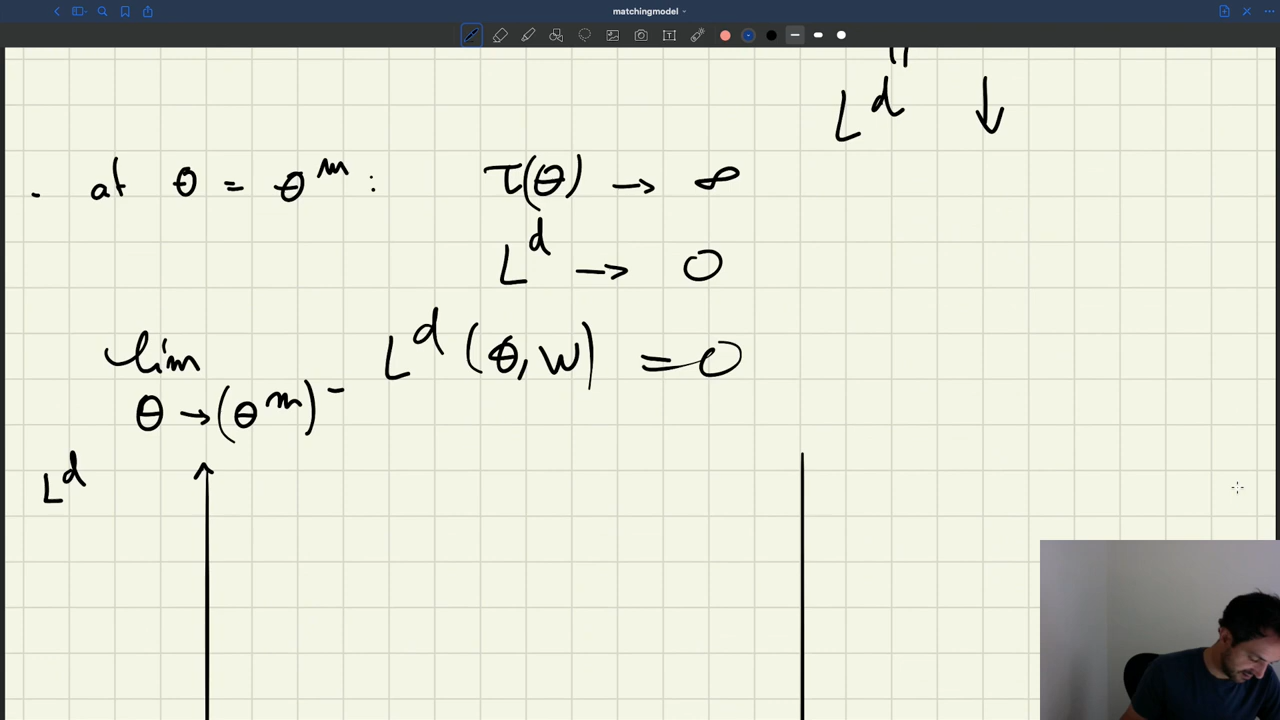 matchingmodel
L^d ↓
. at θ = θ^m : τ(θ) → ∞
L^d → 0
lim L^d (θ, w) = 0
θ → (θ^m)^-
L^d